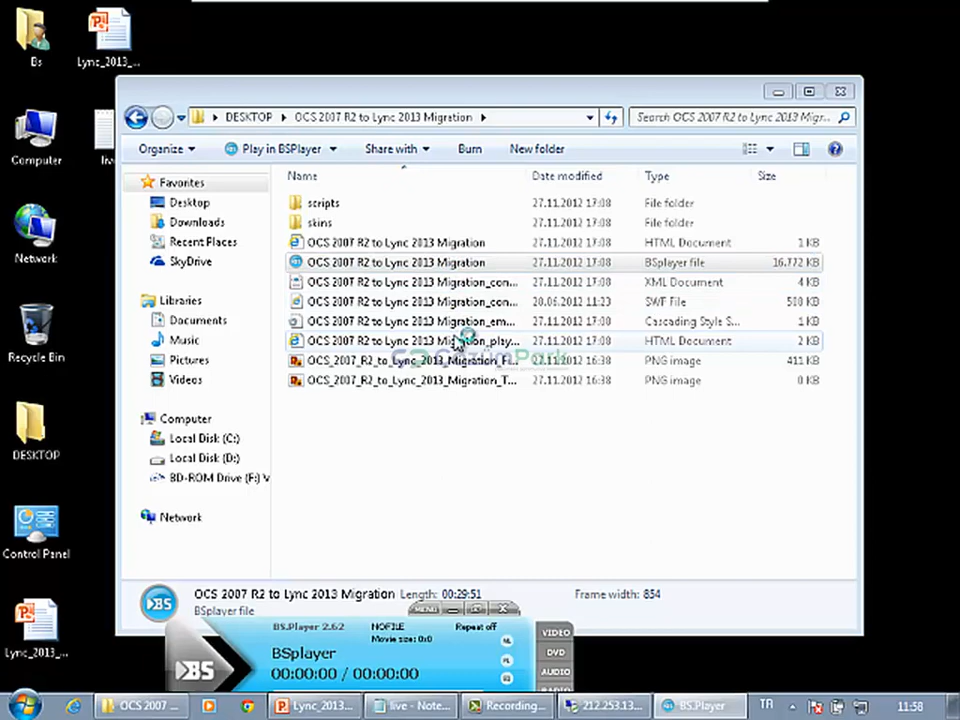 Bs
Lync_2013_...
Computer
Network
Recycle Bin
DESKTOP
Control Panel
Lync_2013_...
DESKTOP
OCS 2007 R2 to Lync 2013 Migration
Search OCS 2007 R2 to Lync 2013 Migr...
Organize
Play in BSPlayer
Share with
Burn
New folder
Favorites
Desktop
Downloads
Recent Places
SkyDrive
Libraries
Documents
Music
Pictures
Videos
Computer
Local Disk (C:)
Local Disk (D:)
BD-ROM Drive (F:) V
Network
Name Date modified Type Size
scripts 27.11.2012 17:08 File folder
skins 27.11.2012 17:08 File folder
OCS 2007 R2 to Lync 2013 Migration 27.11.2012 17:08 HTML Document 1 KB
OCS 2007 R2 to Lync 2013 Migration 27.11.2012 17:08 BSplayer file 16.772 KB
OCS 2007 R2 to Lync 2013 Migration_con... 27.11.2012 17:08 XML Document 4 KB
OCS 2007 R2 to Lync 2013 Migration_con... 11:23 SWF File
OCS 2007 R2 to Lync 2013 Migration_em... 27.11.2012 17:08 Cascading Style S... 1 KB
OCS 2007 R2 to Lync 2013 Migration_play... 27.11.2012 17:08 HTML Document 2 KB
OCS_2007_R2_to_Lync_2013_Migration_Fi... 27.11.2012 16:38 PNG image 411 KB
OCS_2007_R2_to_Lync_2013_Migration_T... 27.11.2012 16:38 PNG image 0 KB
ÇözümPark
OCS 2007 R2 to Lync 2013 Migration Length: 00:29:51 Frame width: 854
BSplayer file
MENU
BS.Player 2.62 NOFILE Repeat off
Movie size: 0x0
BSplayer
00:00:00 / 00:00:00
BS
VIDEO
DVD
AUDIO
RADIO
OCS 2007 ...
Lync_2013...
live - Note...
Recording...
212.253.13...
BS.Player
TR
11:58